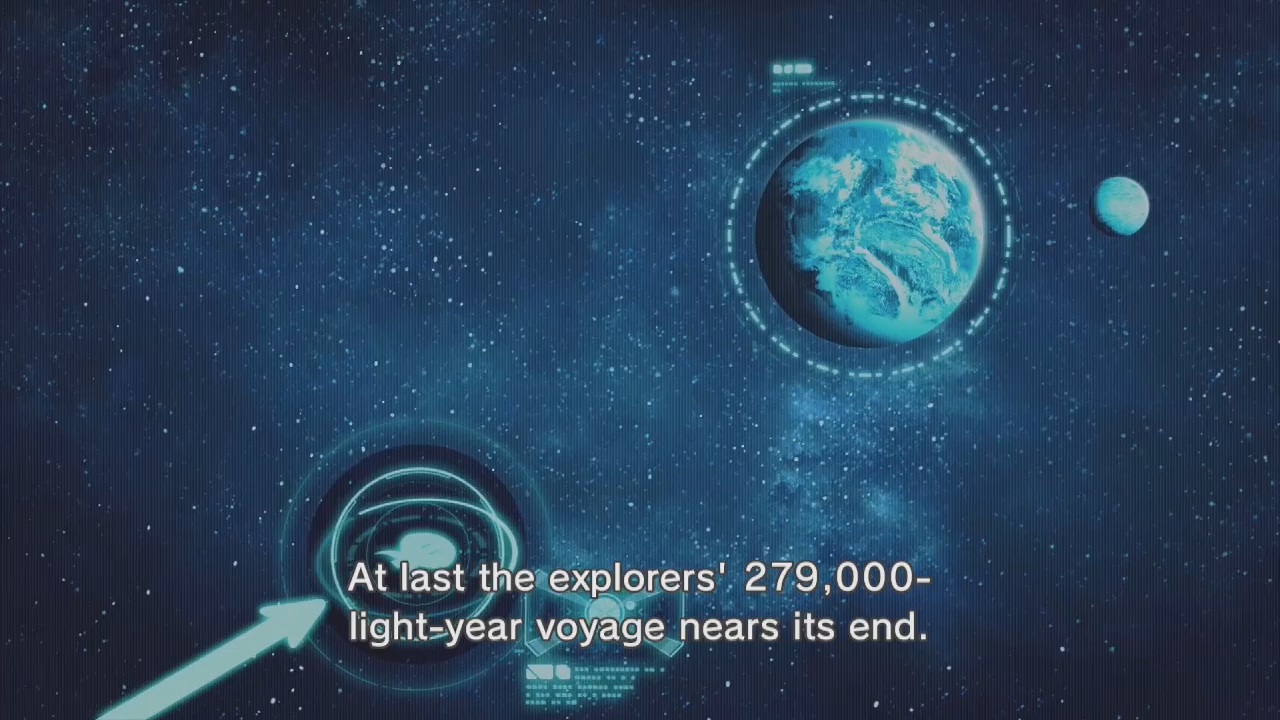 At last the explorers' 279,000-
light-year voyage nears its end.